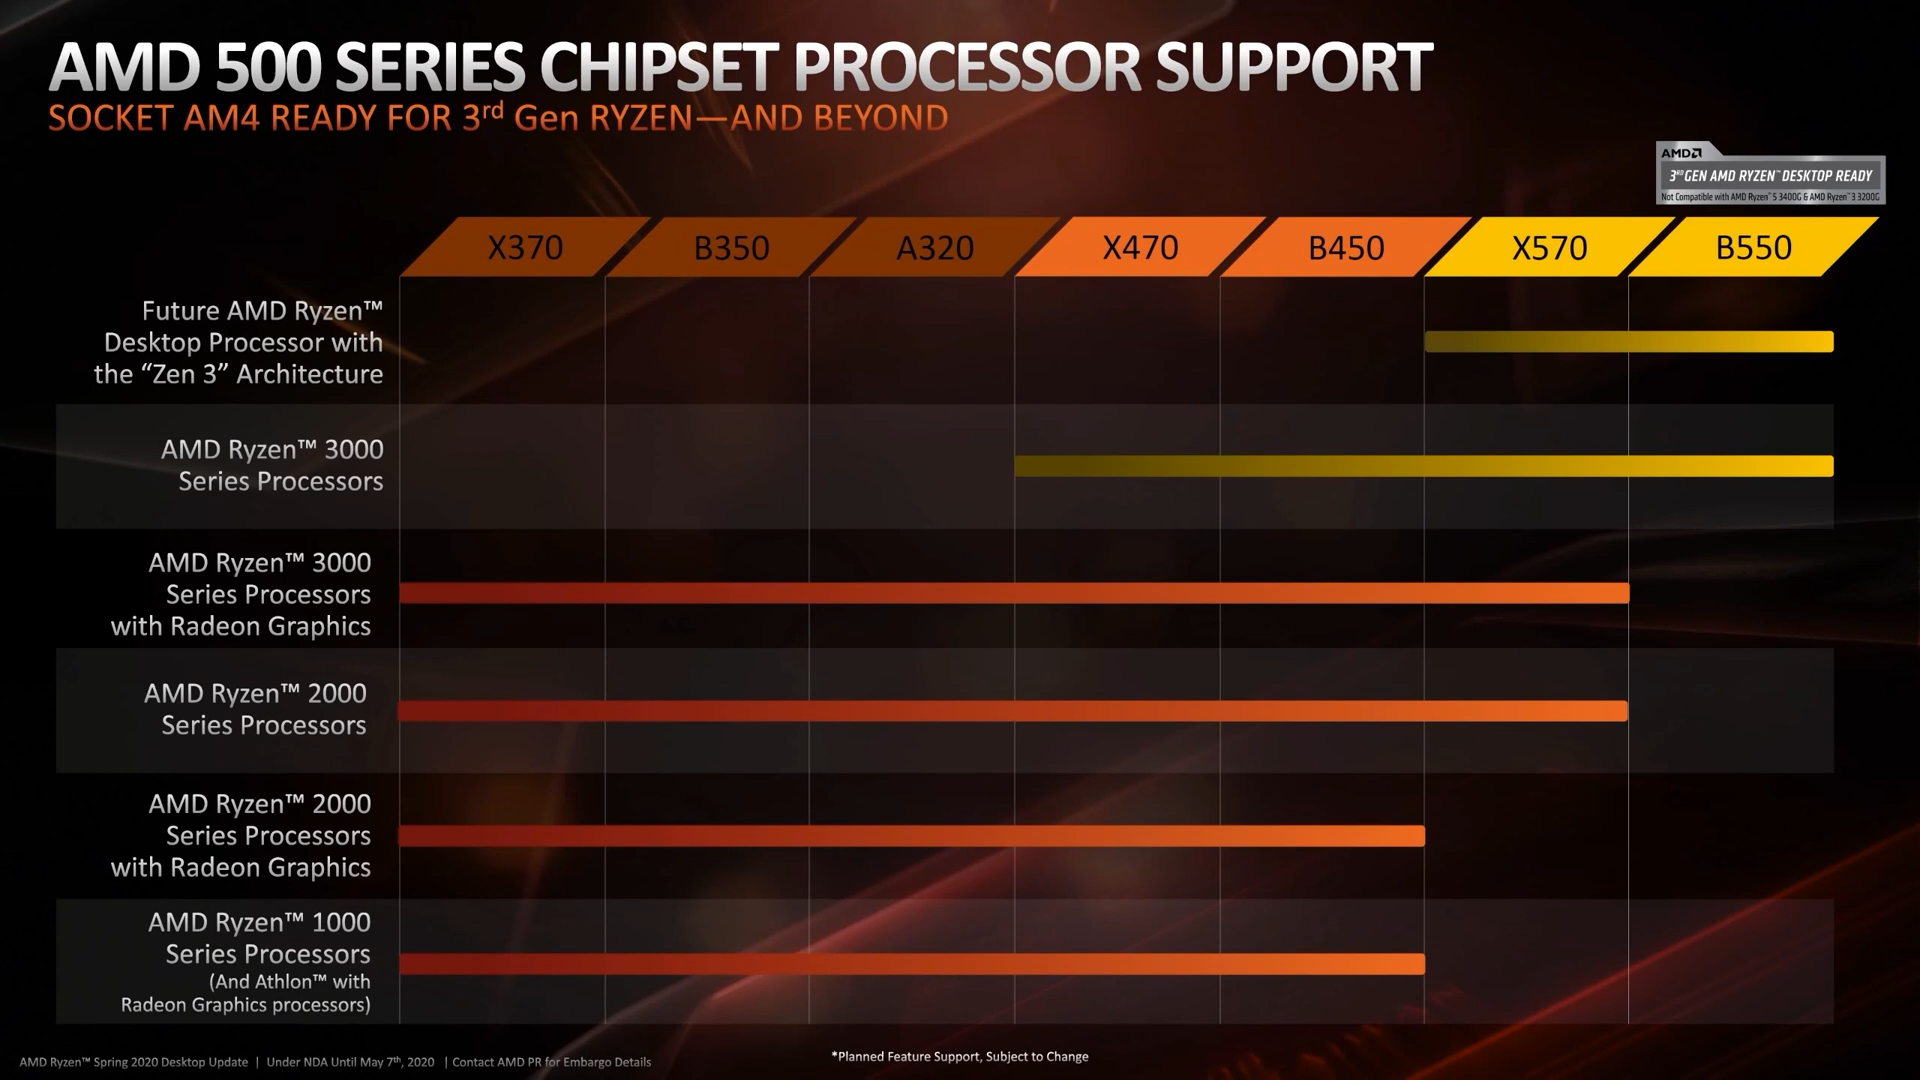 AMD 500 SERIES CHIPSET PROCESSOR SUPPORT
SOCKET AM4 READY FOR 3rd Gen RYZEN—AND BEYOND
AMD
3RD GEN AMD RYZEN™ DESKTOP READY
Not Compatible with AMD Ryzen™ 5 3400G & AMD Ryzen™ 3 3200G
X370 B350 A320 X470 B450 X570 B550
Future AMD Ryzen™
Desktop Processor with
the “Zen 3” Architecture
AMD Ryzen™ 3000
Series Processors
AMD Ryzen™ 3000
Series Processors
with Radeon Graphics
AMD Ryzen™ 2000
Series Processors
AMD Ryzen™ 2000
Series Processors
with Radeon Graphics
AMD Ryzen™ 1000
Series Processors
(And Athlon™ with
Radeon Graphics processors)
AMD Ryzen™ Spring 2020 Desktop Update | Under NDA Until May 7th, 2020 | Contact AMD PR for Embargo Details
*Planned Feature Support, Subject to Change